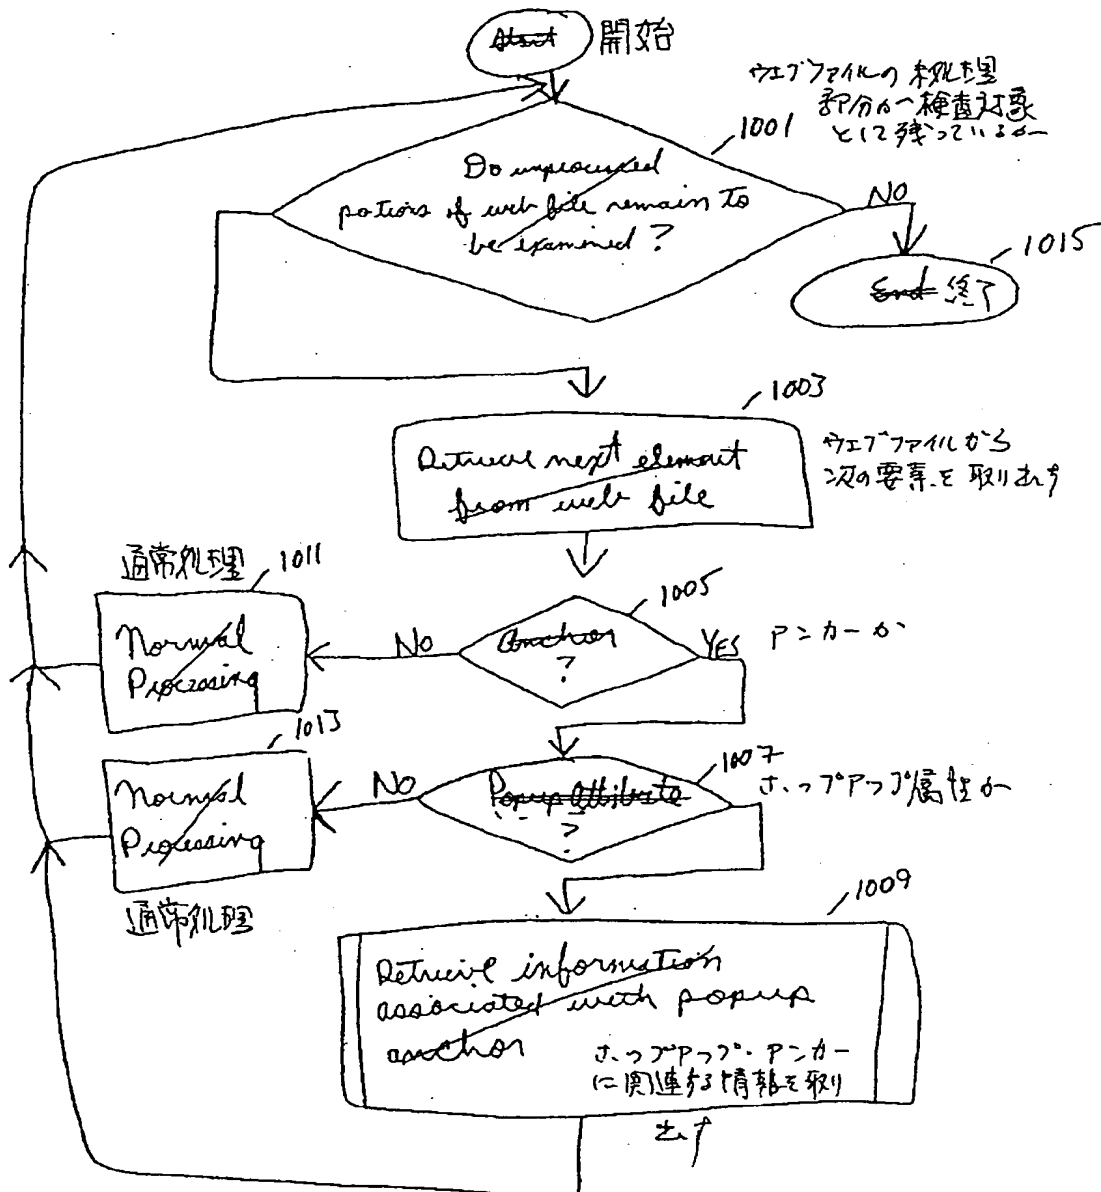 Start 開始
ウェブファイルの未処理
部分が検査対象
として残っているか
1001
Do unprocessed
potions of web file remain to
be examined?
NO
1015
End 終了
1003
Retrieve next element
from web file
ウェブファイルから
次の要素を取り出す
通常処理
1011
1005
Normal
Processing
NO
Anchor
?
YES
アンカーか
1013
1007
Normal
Processing
NO
Popup Attribute
?
ポップアップ属性か
通常処理
1009
Retrieve information
associated with popup
anchor
ポップアップ・アンカー
に関連する情報を取り
出す